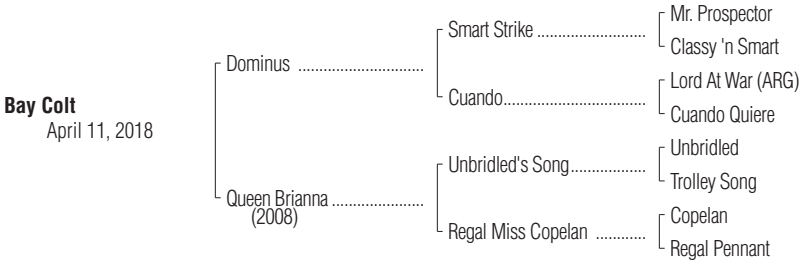 Mr. Prospector
Smart Strike ..........................
Classy 'n Smart
Dominus ..............................
Lord At War (ARG)
Cuando..................................
Cuando Quiere
Bay Colt
April 11, 2018
Unbridled
Unbridled's Song..................
Trolley Song
Queen Brianna ......................
(2008)
Copelan
Regal Miss Copelan ............
Regal Pennant